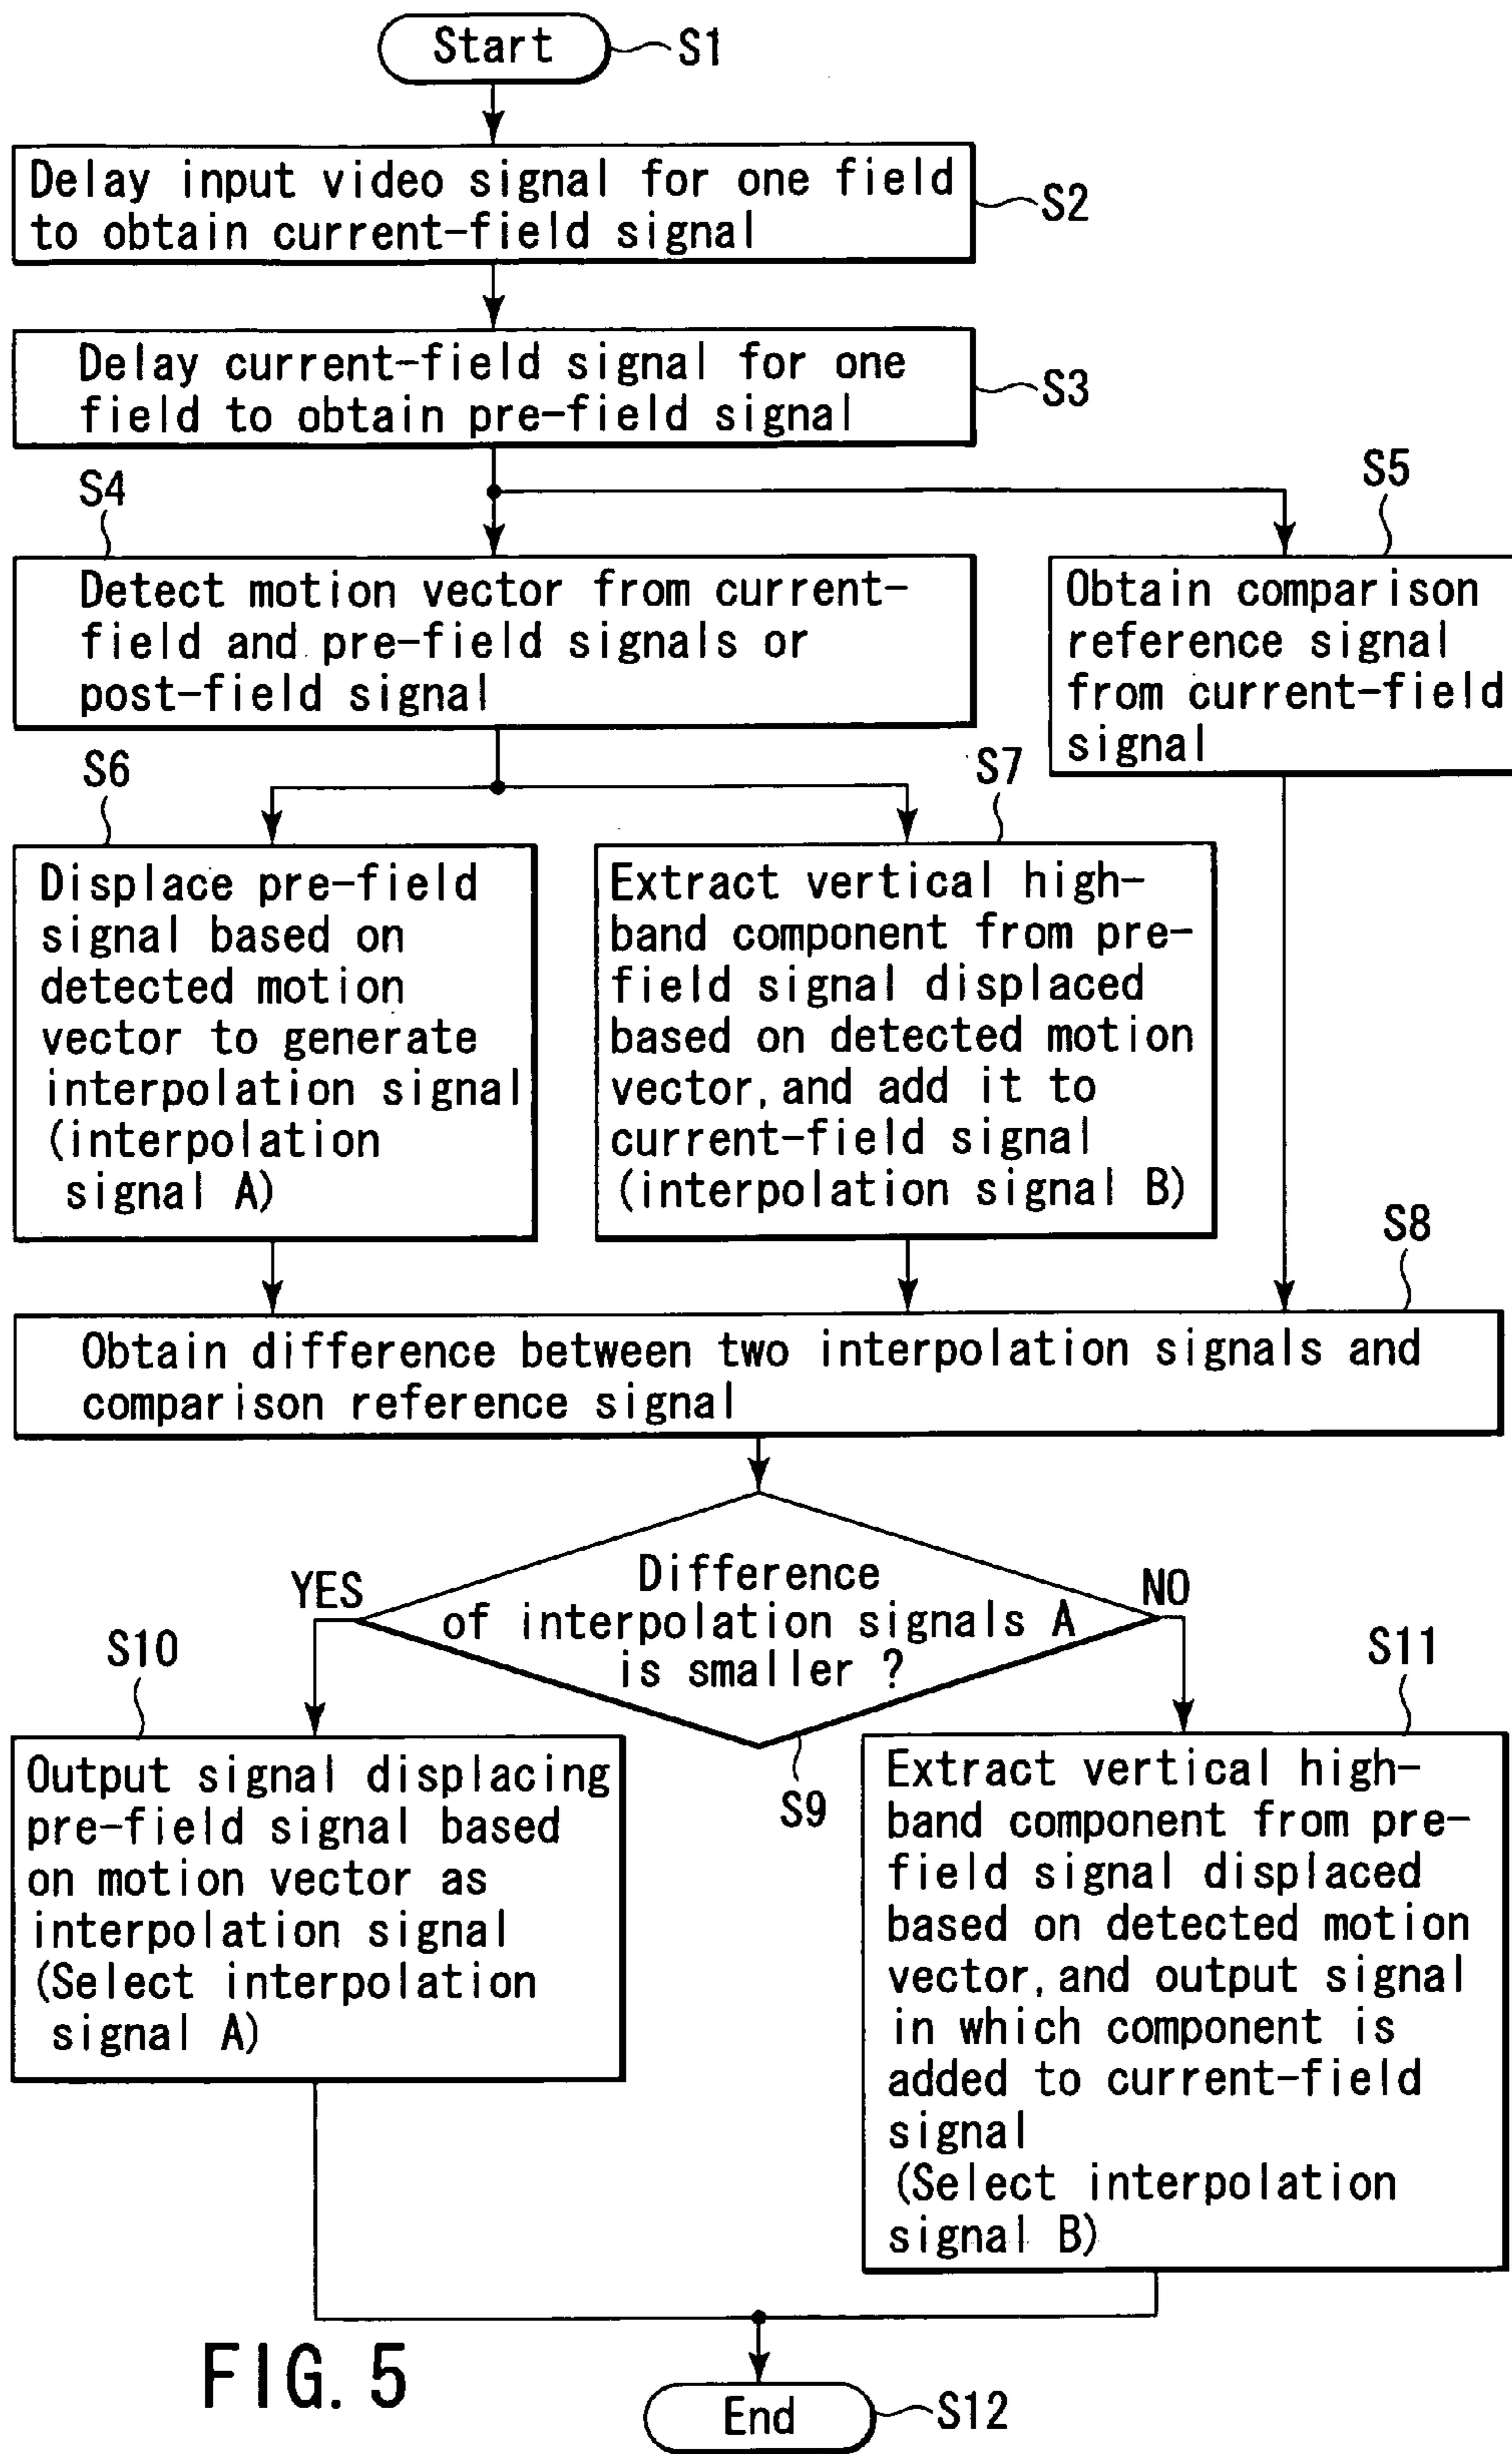 Start
S1
Delay input video signal for one field
to obtain current-field signal
S2
Delay current-field signal for one
field to obtain pre-field signal
S3
S4
Detect motion vector from current-
field and pre-field signals or
post-field signal
S5
Obtain comparison
reference signal
from current-field
signal
S6
Displace pre-field
signal based on
detected motion
vector to generate
interpolation signal
(interpolation
signal A)
S7
Extract vertical high-
band component from pre-
field signal displaced
based on detected motion
vector, and add it to
current-field signal
(interpolation signal B)
S8
Obtain difference between two interpolation signals and
comparison reference signal
YES
Difference
of interpolation signals A
is smaller ?
NO
S9
S10
Output signal displacing
pre-field signal based
on motion vector as
interpolation signal
(Select interpolation
signal A)
S11
Extract vertical high-
band component from pre-
field signal displaced
based on detected motion
vector, and output signal
in which component is
added to current-field
signal
(Select interpolation
signal B)
End
S12
FIG. 5